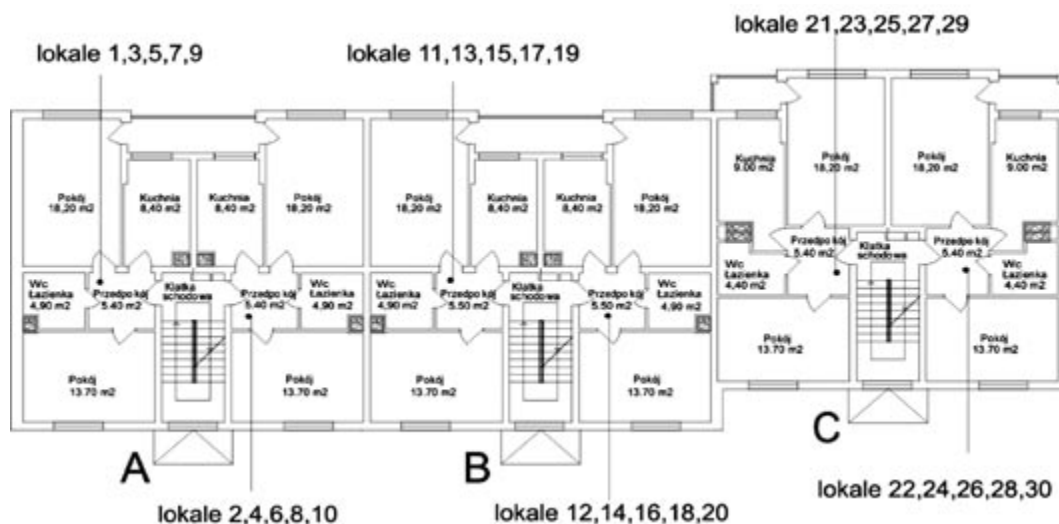 lokale 1,3,5,7,9
lokale 11,13,15,17,19
lokale 21,23,25,27,29
Pokój
18,20 m2
Kuchnia
8,40 m2
Kuchnia
8,40 m2
Pokój
18,20 m2
Pokój
18,20 m2
Kuchnia
8,40 m2
Kuchnia
8,40 m2
Pokój
18,20 m2
Kuchnia
9.00 m2
Pokój
18,20 m2
Pokój
18,20 m2
Kuchnia
9.00 m2
Wc
Łazienka
4,90 m2
Przedpokój
5.40 m2
Klatka
schodowa
Przedpokój
5.40 m2
Wc
Łazienka
4,90 m2
Wc
Łazienka
4,90 m2
Przedpokój
5.50 m2
Klatka
schodowa
Przedpokój
5.50 m2
Wc
Łazienka
4,90 m2
Wc
Łazienka
4,40 m2
Przedpokój
5.40 m2
Klatka
schodowa
Przedpokój
5.40 m2
Wc
Łazienka
4,40 m2
Pokój
13.70 m2
Pokój
13.70 m2
Pokój
13.70 m2
Pokój
13.70 m2
Pokój
13.70 m2
Pokój
13.70 m2
A
B
C
lokale 2,4,6,8,10
lokale 12,14,16,18,20
lokale 22,24,26,28,30